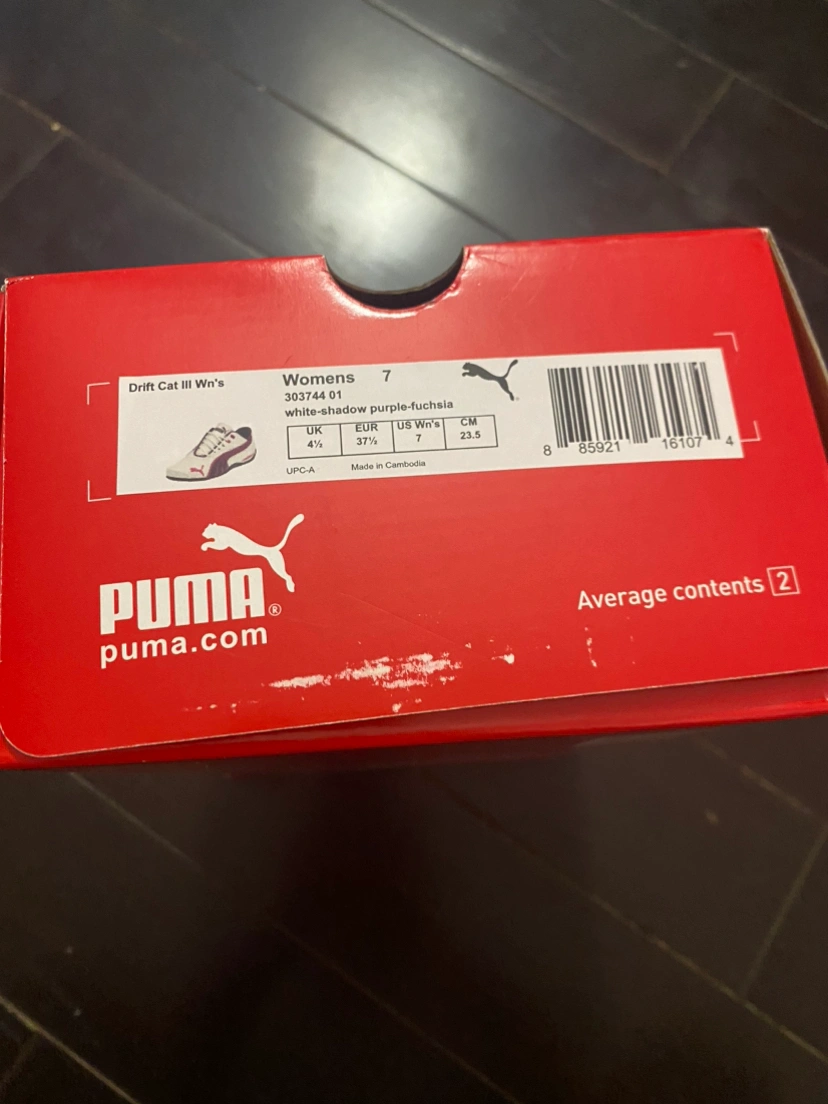 Drift Cat III Wn's
Womens 7
303744 01
white-shadow purple-fuchsia
UK EUR US Wn's CM
4½ 37½ 7 23.5
UPC-A Made in Cambodia
8 85921 16107 4
PUMA®
puma.com
Average contents 2